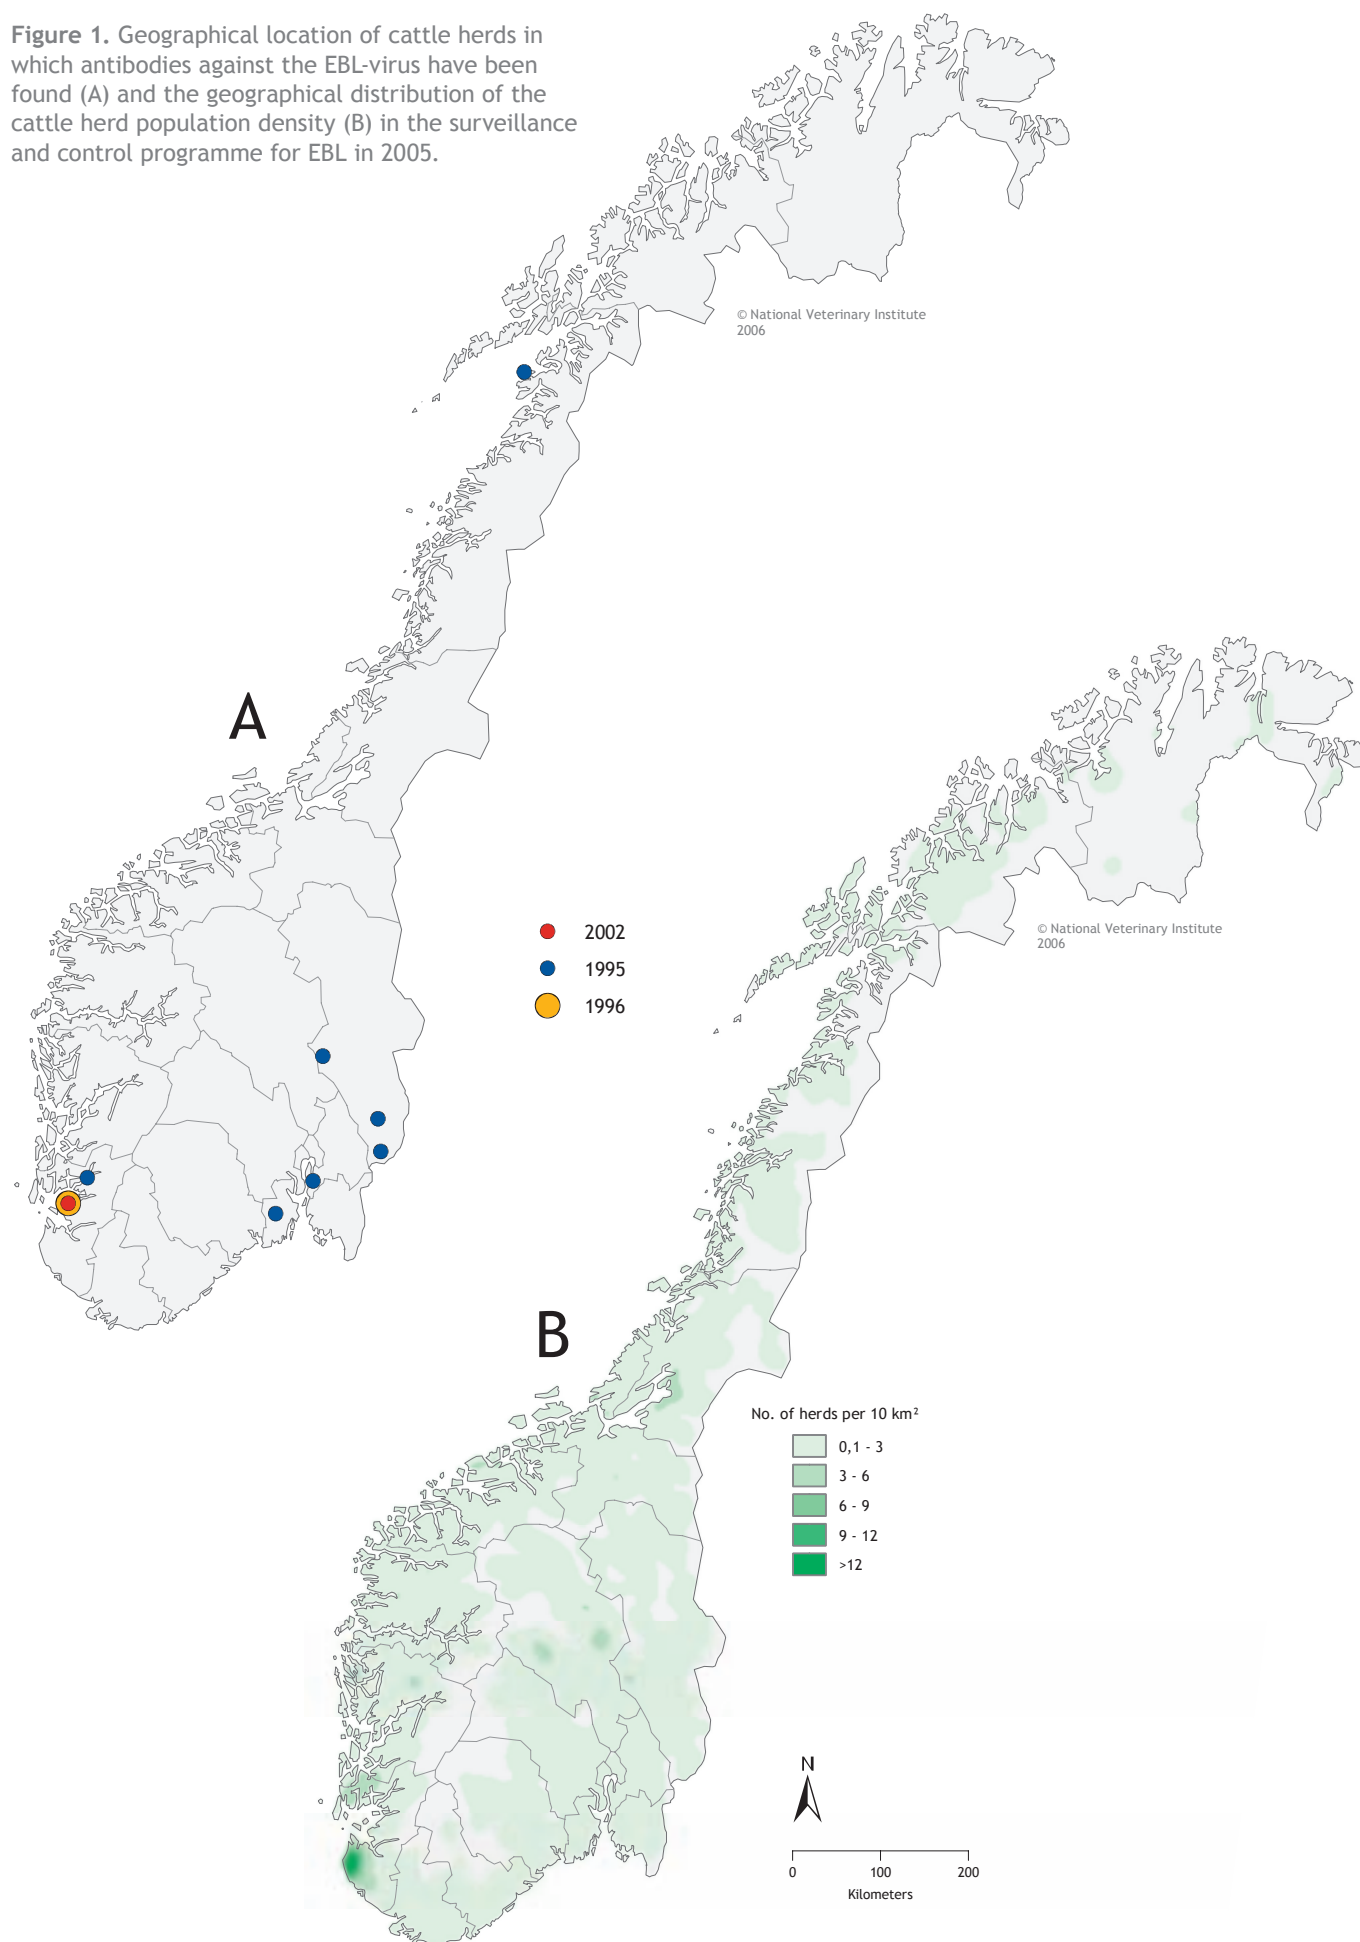 Figure 1. Geographical location of cattle herds in
which antibodies against the EBL-virus have been
found (A) and the geographical distribution of the
cattle herd population density (B) in the surveillance
and control programme for EBL in 2005.
© National Veterinary Institute
2006
A
2002
1995
1996
© National Veterinary Institute
2006
B
No. of herds per 10 km²
0,1 - 3
3 - 6
6 - 9
9 - 12
>12
N
0 100 200
Kilometers